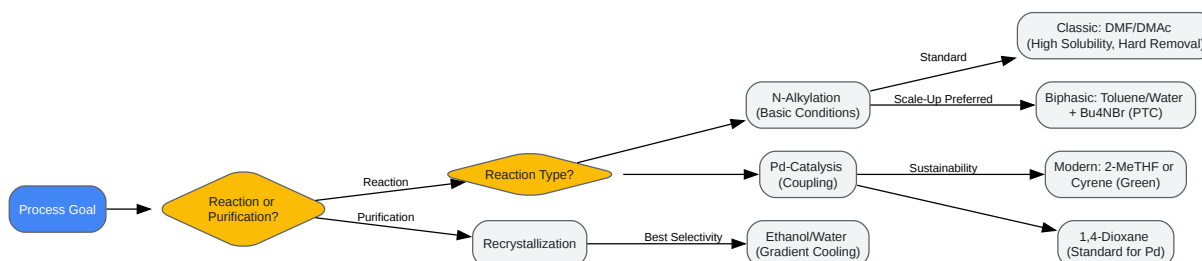 Process Goal
Reaction or
Purification?
Reaction
Purification
Reaction Type?
Recrystallization
Best Selectivity
Ethanol/Water
(Gradient Cooling)
N-Alkylation
(Basic Conditions)
Standard
Classic: DMF/DMAc
(High Solubility, Hard Removal)
Scale-Up Preferred
Biphasic: Toluene/Water
+ Bu4NBr (PTC)
Pd-Catalysis
(Coupling)
Sustainability
Modern: 2-MeTHF or
Cyrene (Green)
1,4-Dioxane
(Standard for Pd)